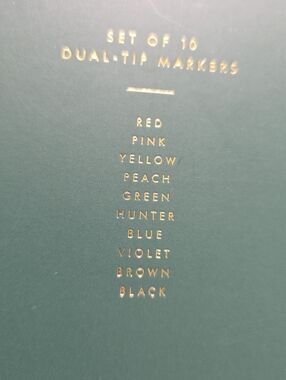 SET OF 10
DUAL-TIP MARKERS
RED
PINK
YELLOW
PEACH
GREEN
HUNTER
BLUE
VIOLET
BROWN
BLACK